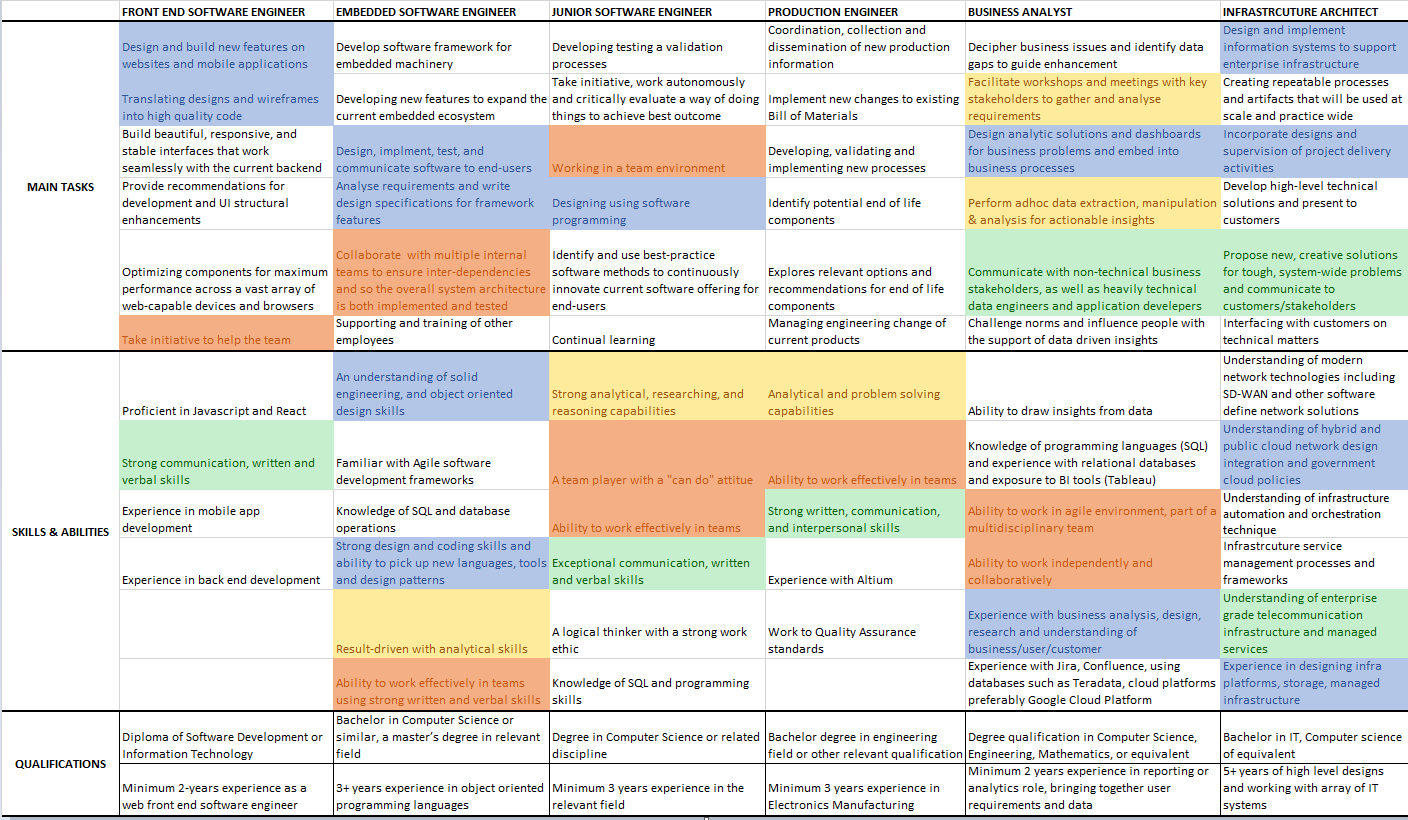 FRONT END SOFTWARE ENGINEER
EMBEDDED SOFTWARE ENGINEER
JUNIOR SOFTWARE ENGINEER
PRODUCTION ENGINEER
BUSINESS ANALYST
INFRASTRCUTURE ARCHITECT
MAIN TASKS
Design and build new features on
websites and mobile applications
Develop software framework for
embedded machinery
Developing testing a validation
processes
Coordination, collection and
dissemination of new production
information
Decipher business issues and identify data
gaps to guide enhancement
Design and implement
information systems to support
enterprise infrastructure
Translating designs and wireframes
into high quality code
Developing new features to expand the
current embedded ecosystem
Take initiative, work autonomously
and critically evaluate a way of doing
things to achieve best outcome
Implement new changes to existing
Bill of Materials
Facilitate workshops and meetings with key
stakeholders to gather and analyse
requirements
Creating repeatable processes
and artifacts that will be used at
scale and practice wide
Build beautiful, responsive, and
stable interfaces that work
seamlessly with the current backend
Design, implment, test, and
communicate software to end-users
Working in a team environment
Developing, validating and
implementing new processes
Design analytic solutions and dashboards
for business problems and embed into
business processes
Incorporate designs and
supervision of project delivery
activities
Provide recommendations for
development and UI structural
enhancements
Analyse requirements and write
design specifications for framework
features
Designing using software
programming
Identify potential end of life
components
Perform adhoc data extraction, manipulation
& analysis for actionable insights
Develop high-level technical
solutions and present to
customers
Optimizing components for maximum
performance across a vast array of
web-capable devices and browsers
Collaborate with multiple internal
teams to ensure inter-dependencies
and so the overall system architecture
is both implemented and tested
Identify and use best-practice
software methods to continuously
innovate current software offering for
end-users
Explores relevant options and
recommendations for end of life
components
Communicate with non-technical business
stakeholders, as well as heavily technical
data engineers and application developers
Propose new, creative solutions
for tough, system-wide problems
and communicate to
customers/stakeholders
Take initiative to help the team
Supporting and training of other
employees
Continual learning
Managing engineering change of
current products
Challenge norms and influence people with
the support of data driven insights
Interfacing with customers on
technical matters
SKILLS & ABILITIES
Proficient in Javascript and React
An understanding of solid
engineering, and object oriented
design skills
Strong analytical, researching, and
reasoning capabilities
Analytical and problem solving
capabilities
Ability to draw insights from data
Understanding of modern
network technologies including
SD-WAN and other software
define network solutions
Strong communication, written and
verbal skills
Familiar with Agile software
development frameworks
A team player with a "can do" attitue
Ability to work effectively in teams
Knowledge of programming languages (SQL)
and experience with relational databases
and exposure to BI tools (Tableau)
Understanding of hybrid and
public cloud network design
integration and government
cloud policies
Experience in mobile app
development
Knowledge of SQL and database
operations
Ability to work effectively in teams
Strong written, communication,
and interpersonal skills
Ability to work in agile environment, part of a
multidisciplinary team
Understanding of infrastructure
automation and orchestration
technique
Experience in back end development
Strong design and coding skills and
ability to pick up new languages, tools
and design patterns
Exceptional communication, written
and verbal skills
Experience with Altium
Ability to work independently and
collaboratively
Infrastrcuture service
management processes and
frameworks
Result-driven with analytical skills
A logical thinker with a strong work
ethic
Work to Quality Assurance
standards
Experience with business analysis, design,
research and understanding of
business/user/customer
Understanding of enterprise
grade telecommunication
infrastructure and managed
services
Ability to work effectively in teams
using strong written and verbal skills
Knowledge of SQL and programming
skills
Experience with Jira, Confluence, using
databases such as Teradata, cloud platforms
preferably Google Cloud Platform
Experience in designing infra
platforms, storage, managed
infrastructure
QUALIFICATIONS
Diploma of Software Development or
Information Technology
Bachelor in Computer Science or
similar, a master's degree in relevant
field
Degree in Computer Science or related
discipline
Bachelor degree in engineering
field or other relevant qualification
Degree qualification in Computer Science,
Engineering, Mathematics, or equivalent
Bachelor in IT, Computer science
of equivalent
Minimum 2-years experience as a
web front end software engineer
3+ years experience in object oriented
programming languages
Minimum 3 years experience in the
relevant field
Minimum 3 years experience in
Electronics Manufacturing
Minimum 2 years experience in reporting or
analytics role, bringing together user
requirements and data
5+ years of high level designs
and working with array of IT
systems